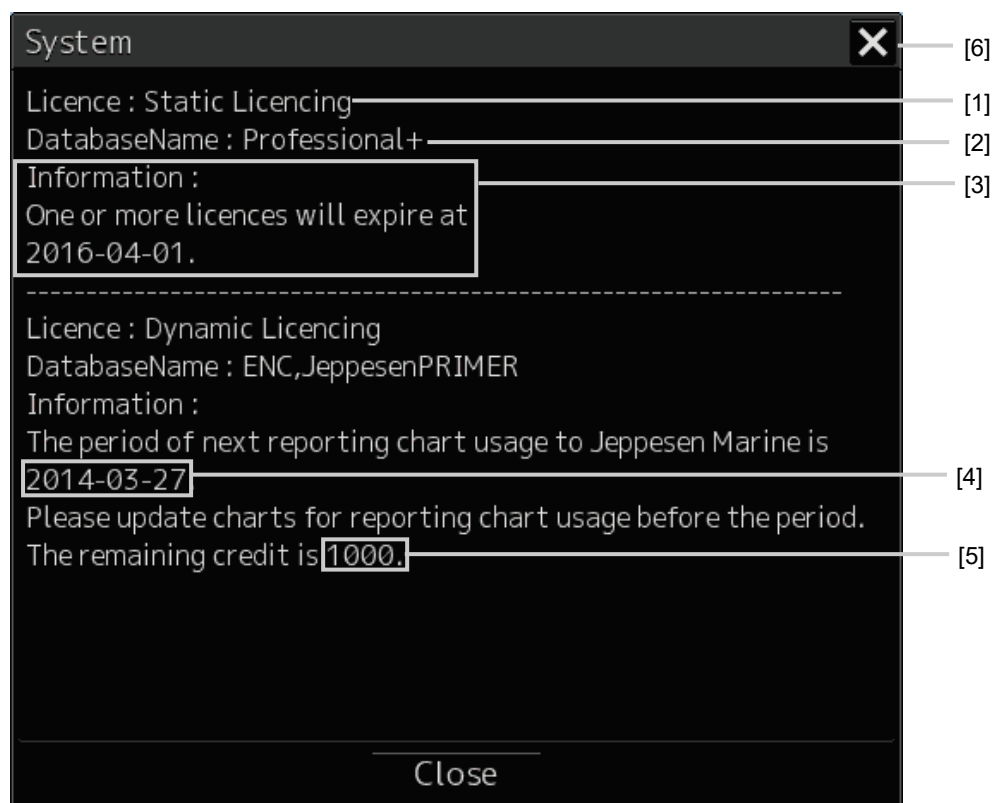 System
[6]
Licence : Static Licencing
[1]
DatabaseName : Professional+
[2]
Information :
[3]
One or more licences will expire at
2016-04-01.
--------------------------------------------------------------------
Licence : Dynamic Licencing
DatabaseName : ENC,JeppesenPRIMER
Information :
The period of next reporting chart usage to Jeppesen Marine is
2014-03-27
[4]
Please update charts for reporting chart usage before the period.
The remaining credit is 1000.
[5]
Close